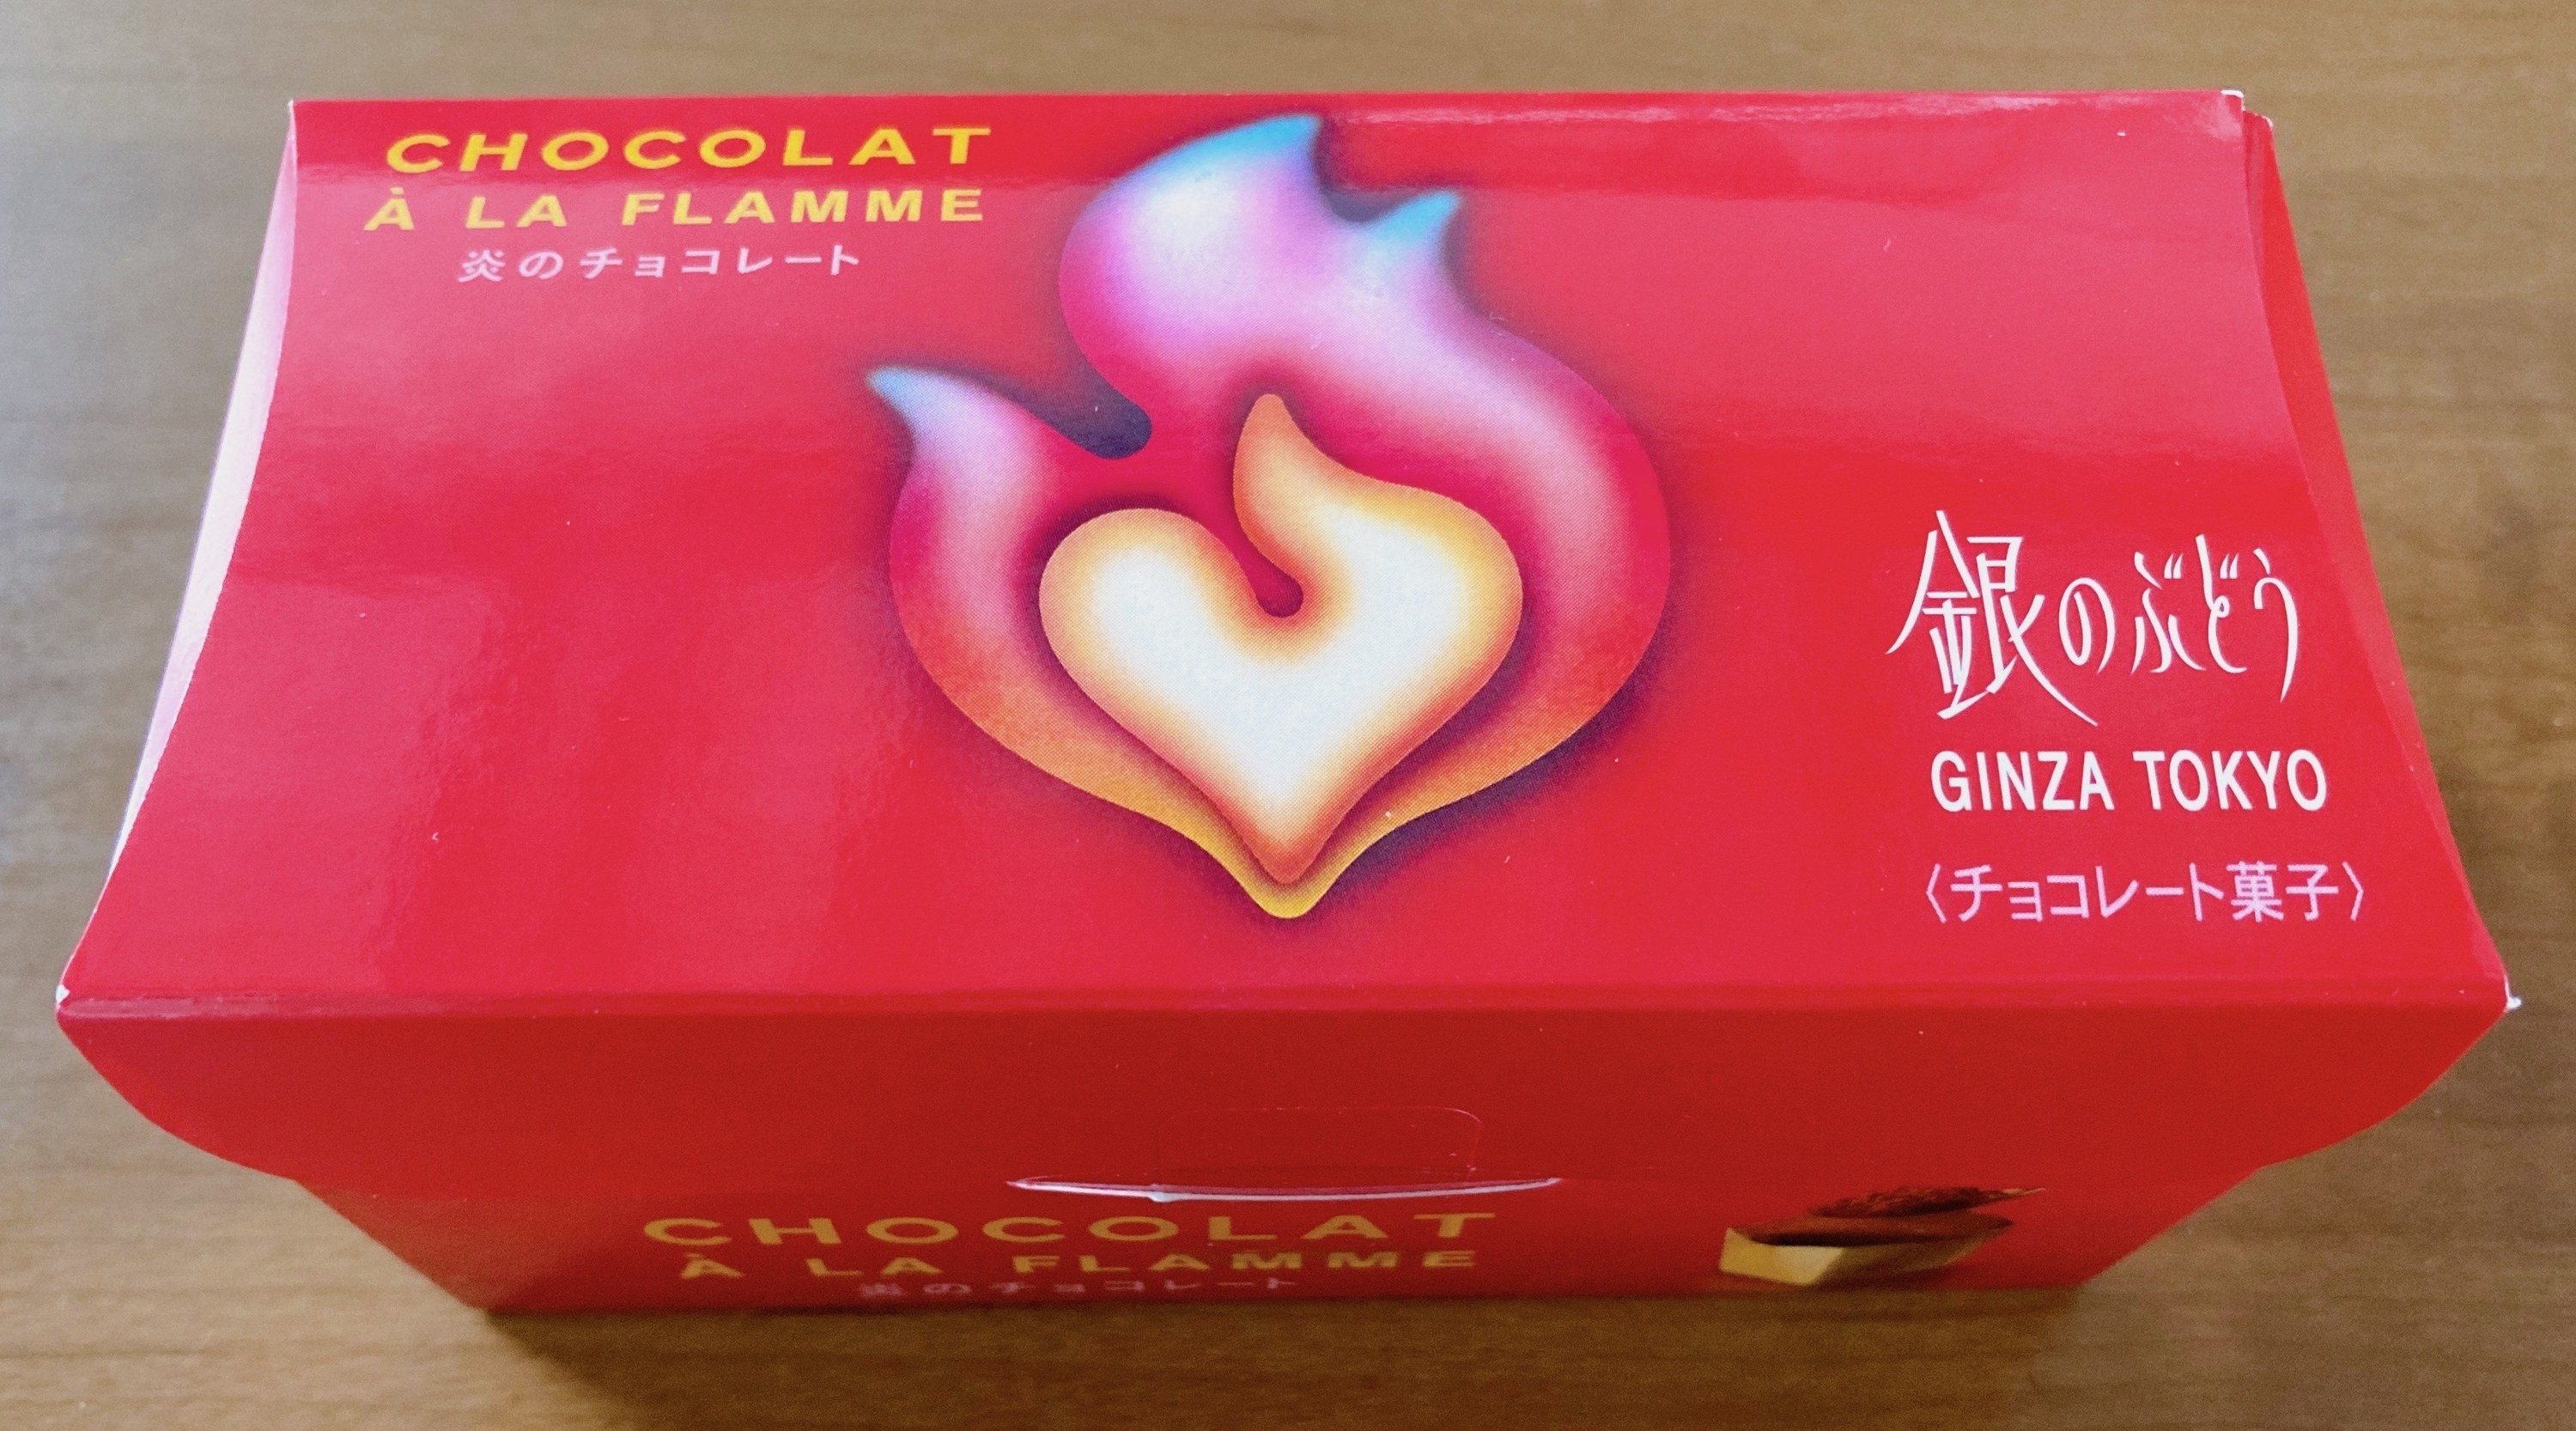 CHOCOLAT
À LA FLAMME
炎のチョコレート
銀のぶどう
GINZA TOKYO
〈チョコレート菓子〉
CHOCOLAT
À LA FLAMME
炎のチョコレート